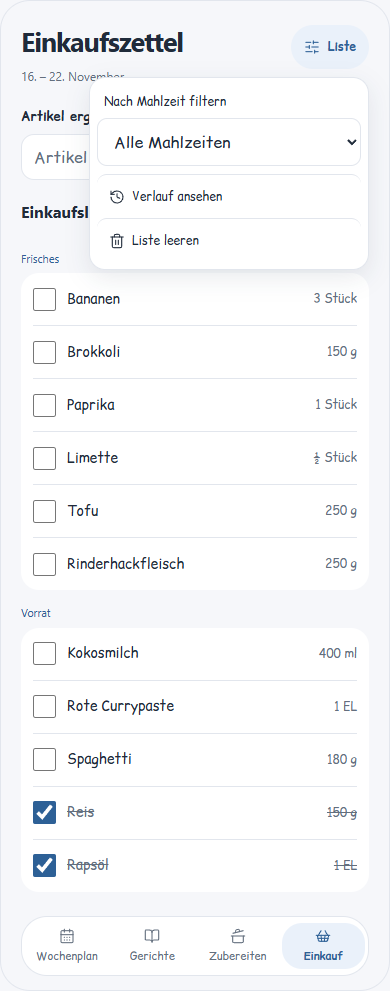 Einkaufszettel
Liste
16. – 22. November
Nach Mahlzeit filtern
Artikel erg
Alle Mahlzeiten
Artikel
Verlauf ansehen
Einkaufsl
Liste leeren
Frisches
Bananen 3 Stück
Brokkoli 150 g
Paprika 1 Stück
Limette ½ Stück
Tofu 250 g
Rinderhackfleisch 250 g
Vorrat
Kokosmilch 400 ml
Rote Currypaste 1 EL
Spaghetti 180 g
Reis 150 g
Rapsöl 1 EL
Wochenplan Gerichte Zubereiten Einkauf